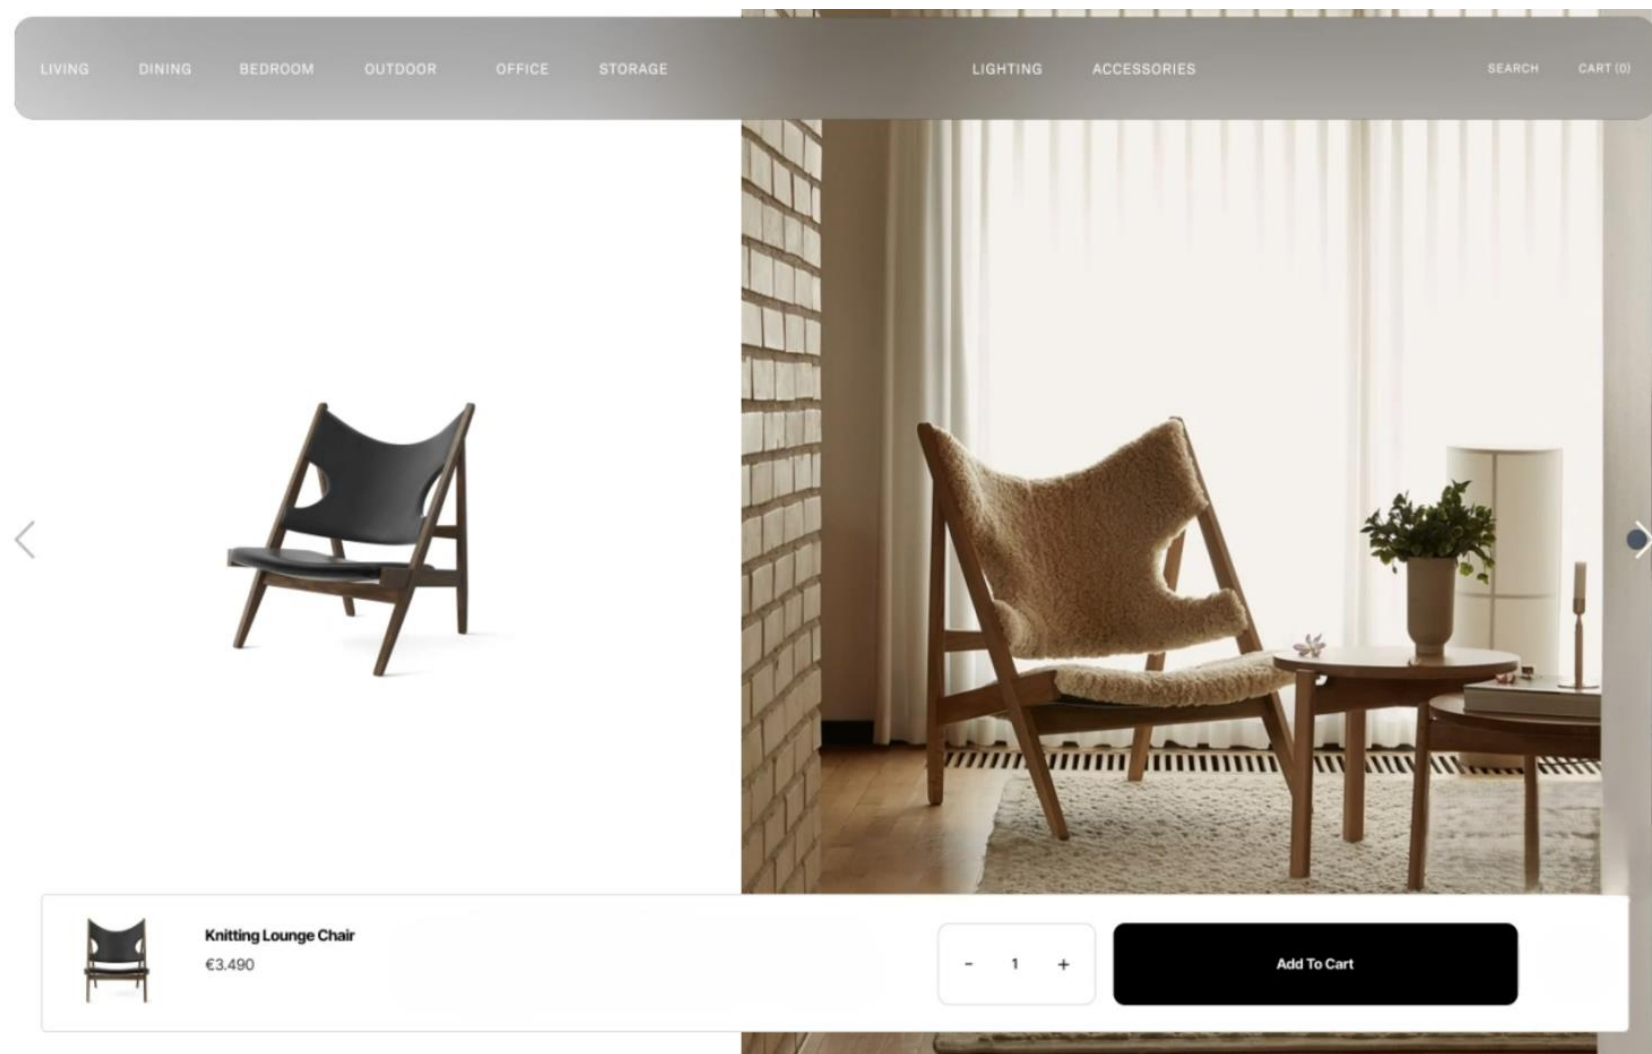 LIVING DINING BEDROOM OUTDOOR OFFICE STORAGE LIGHTING ACCESSORIES SEARCH CART (0)
Knitting Lounge Chair
€3.490
- 1 +
Add To Cart